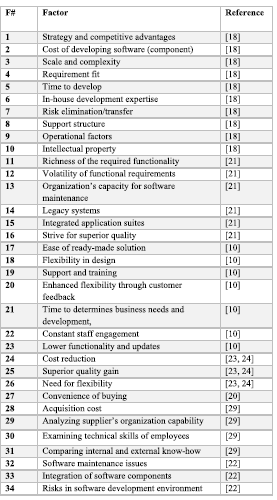 F# Factor Reference
1 Strategy and competitive advantages [18]
2 Cost of developing software (component) [18]
3 Scale and complexity [18]
4 Requirement fit [18]
5 Time to develop [18]
6 In-house development expertise [18]
7 Risk elimination/transfer [18]
8 Support structure [18]
9 Operational factors [18]
10 Intellectual property [18]
11 Richness of the required functionality [21]
12 Volatility of functional requirements [21]
13 Organization's capacity for software [21]
maintenance
14 Legacy systems [21]
15 Integrated application suites [21]
16 Strive for superior quality [21]
17 Ease of ready-made solution [10]
18 Flexibility in design [10]
19 Support and training [10]
20 Enhanced flexibility through customer [10]
feedback
21 Time to determines business needs and [10]
development,
22 Constant staff engagement [10]
23 Lower functionality and updates [10]
24 Cost reduction [23, 24]
25 Superior quality gain [23, 24]
26 Need for flexibility [23, 24]
27 Convenience of buying [20]
28 Acquisition cost [29]
29 Analyzing supplier's organization capability [29]
30 Examining technical skills of employees [29]
31 Comparing internal and external know-how [29]
32 Software maintenance issues [22]
33 Integration of software components [22]
34 Risks in software development environment [22]